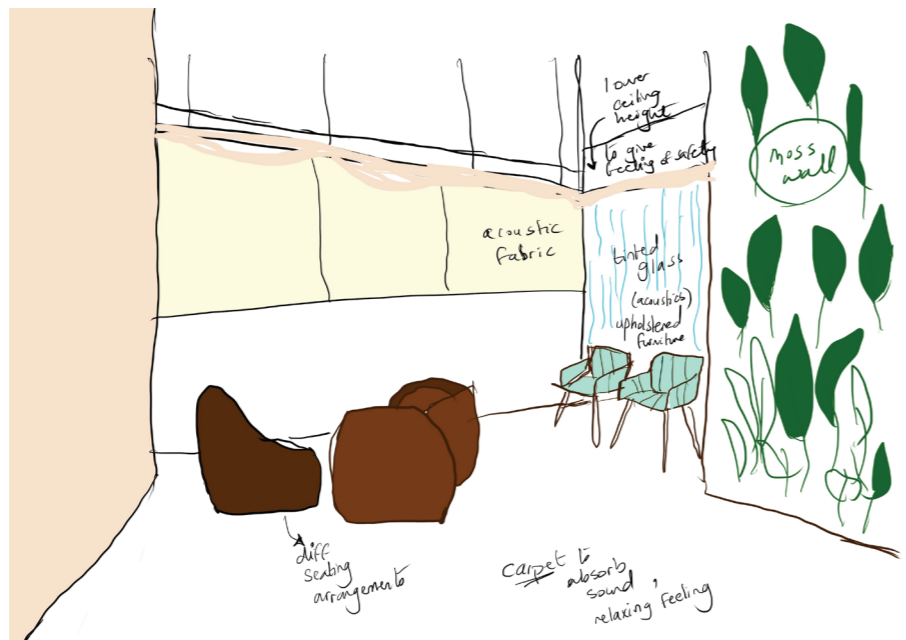 lower
ceiling
height
to give
feeling of safety
moss
wall
acoustic
fabric
tinted
glass
(acoustics)
upholstered
furniture
diff
seating
arrangements
carpet to
absorb
sound,
relaxing feeling